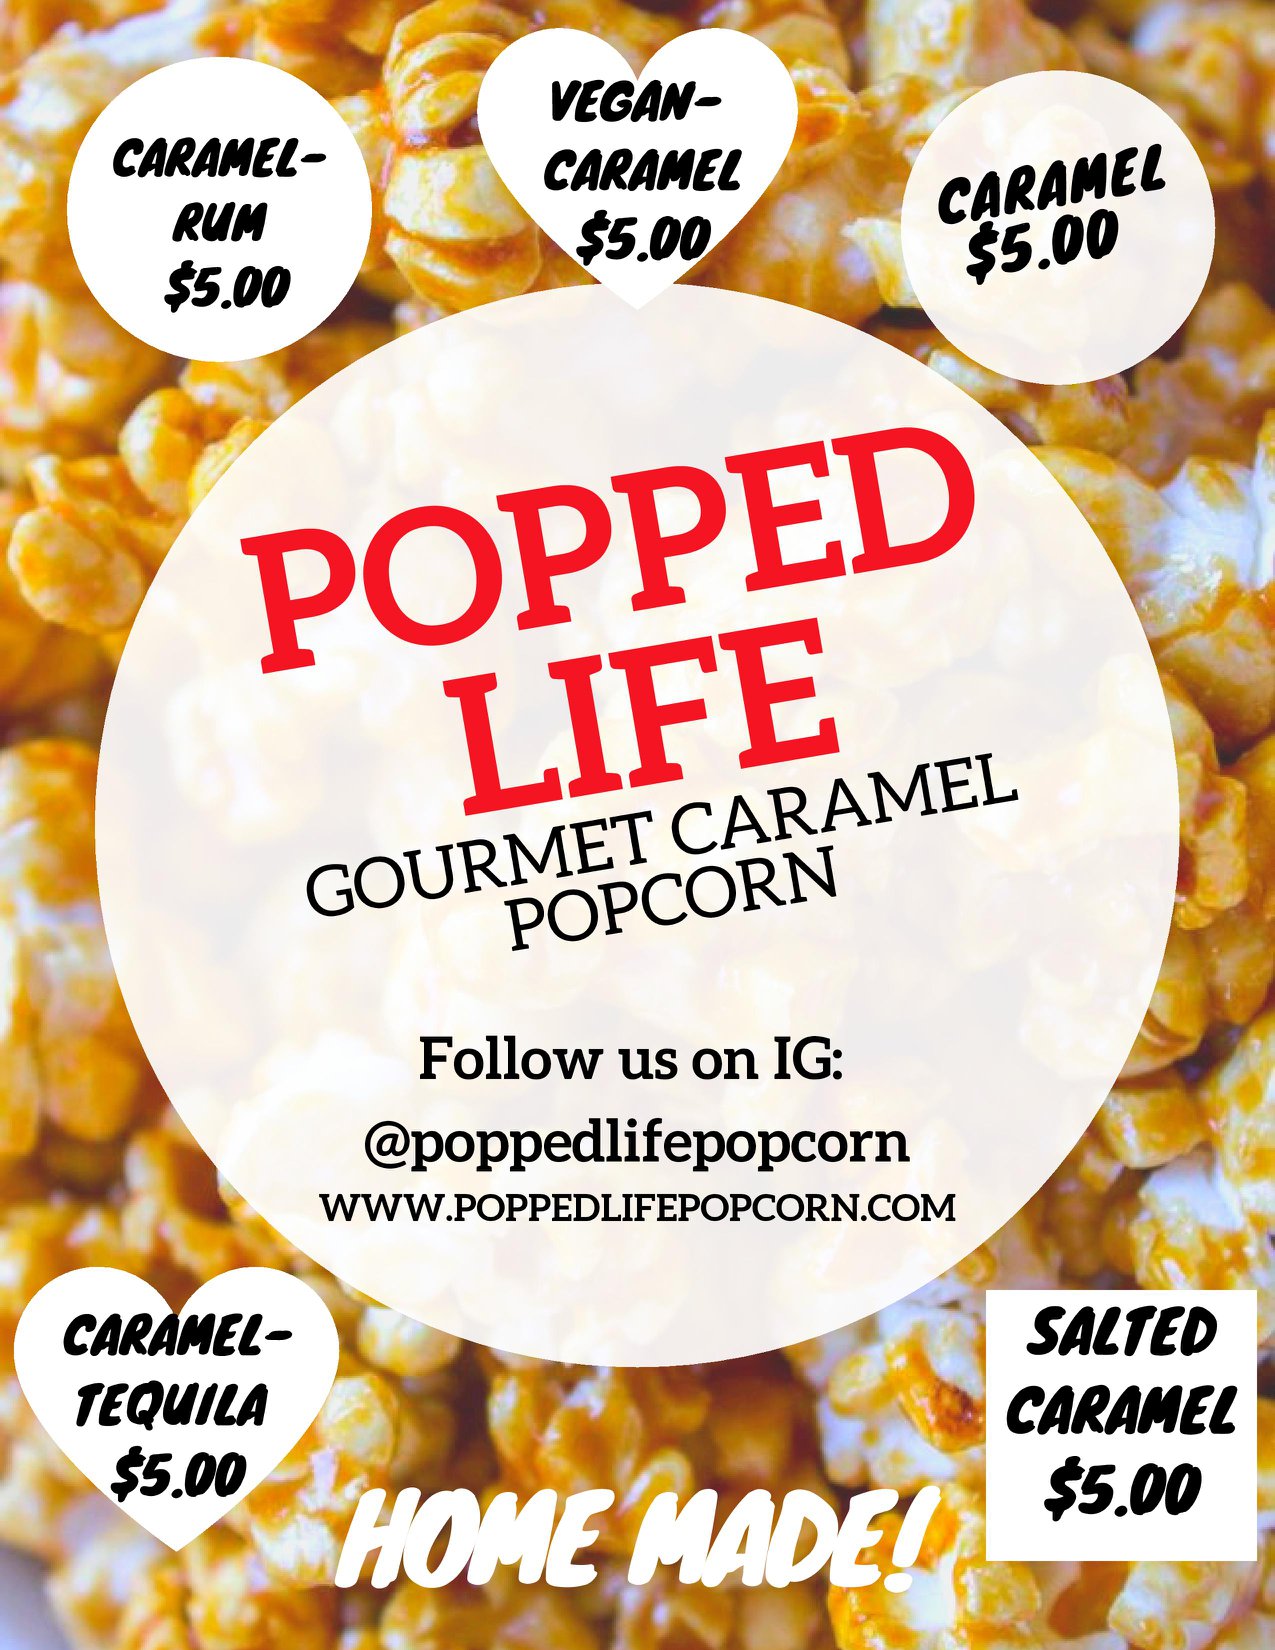 CARAMEL-
RUM
$5.00
VEGAN-
CARAMEL
$5.00
CARAMEL
$5.00
POPPED
LIFE
GOURMET CARAMEL
POPCORN
Follow us on IG:
@poppedlifepopcorn
WWW.POPPEDLIFEPOPCORN.COM
CARAMEL-
TEQUILA
$5.00
SALTED
CARAMEL
$5.00
HOME MADE!